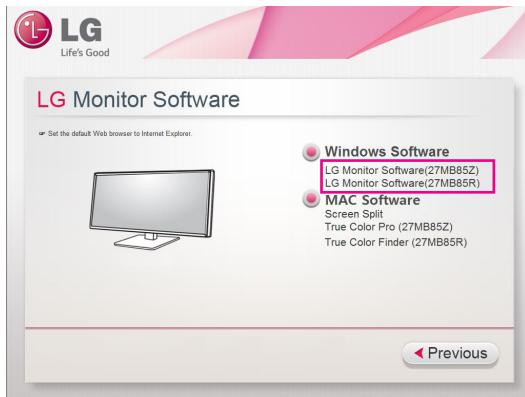 LG
Life's Good
LG Monitor Software
☞ Set the default Web browser to Internet Explorer.
Windows Software
LG Monitor Software(27MB85Z)
LG Monitor Software(27MB85R)
MAC Software
Screen Split
True Color Pro (27MB85Z)
True Color Finder (27MB85R)
Previous